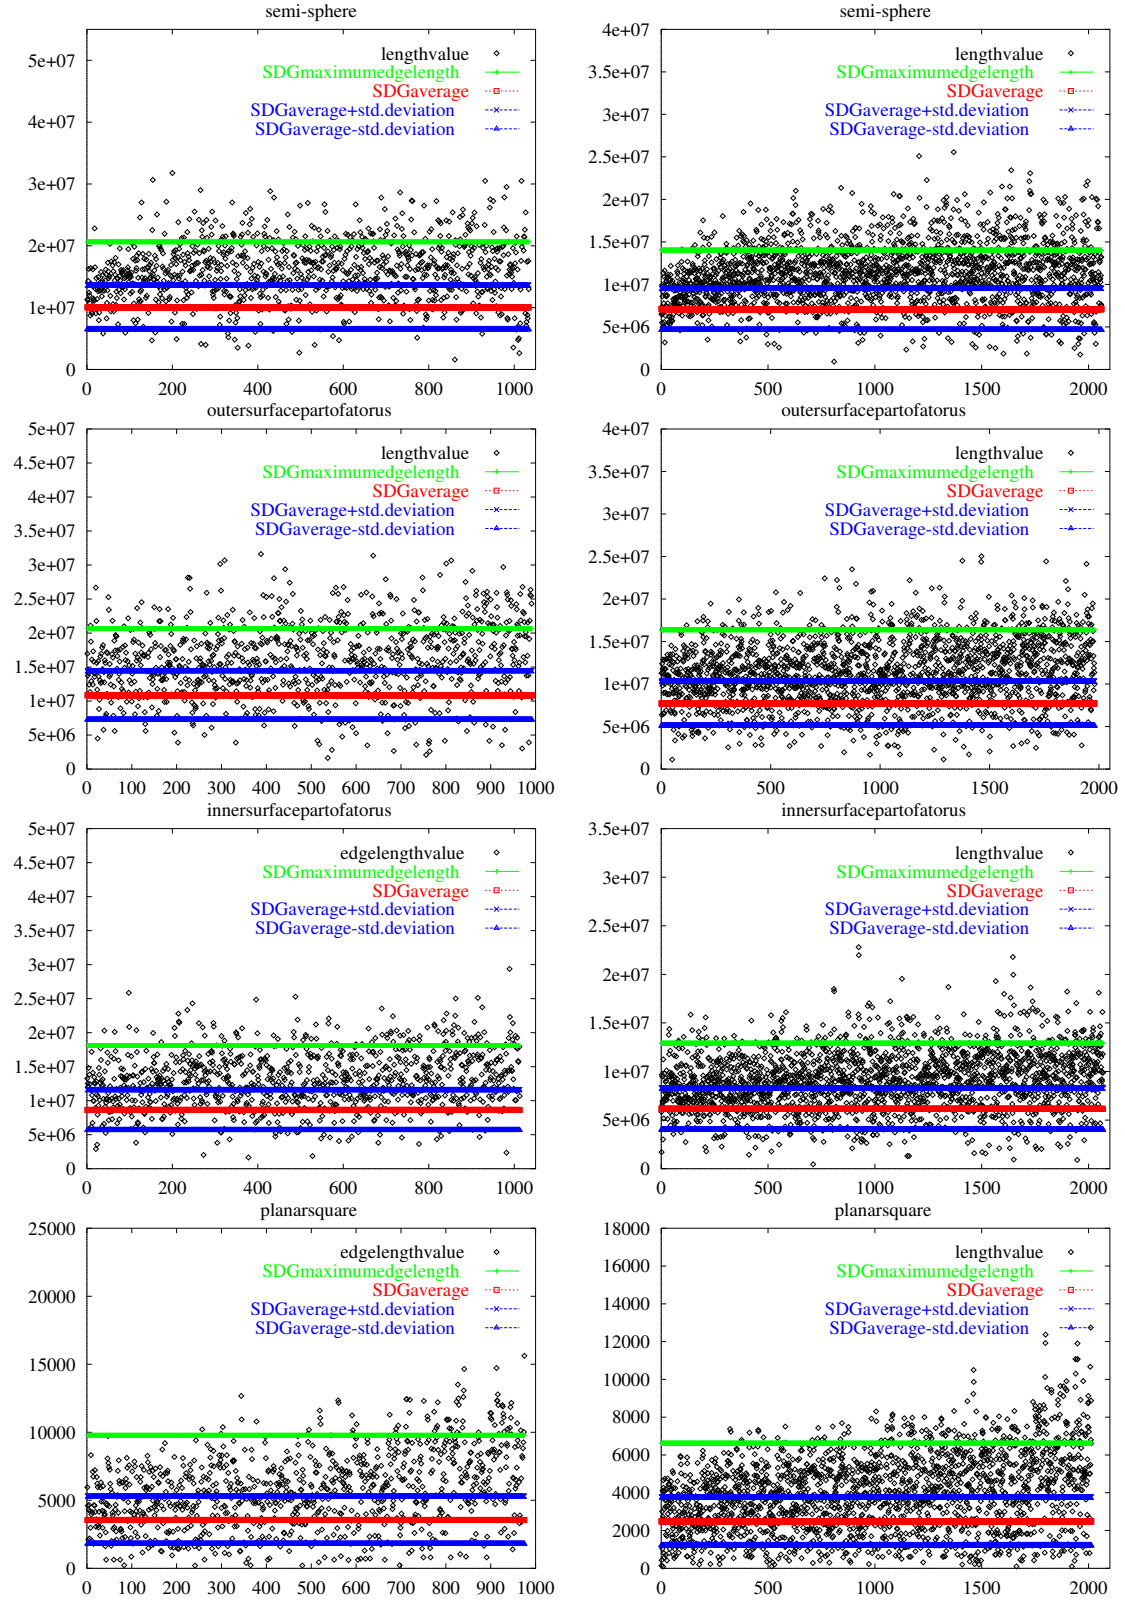 semi-sphere
5e+07
4e+07
3e+07
2e+07
1e+07
0
lengthvalue
SDGmaximumedgelength
SDGaverage
SDGaverage+std.deviation
SDGaverage-std.deviation
0 200 400 600 800 1000
semi-sphere
4e+07
3.5e+07
3e+07
2.5e+07
2e+07
1.5e+07
1e+07
5e+06
0
lengthvalue
SDGmaximumedgelength
SDGaverage
SDGaverage+std.deviation
SDGaverage-std.deviation
0 500 1000 1500 2000
outersurfacepartofatorus
5e+07
4.5e+07
4e+07
3.5e+07
3e+07
2.5e+07
2e+07
1.5e+07
1e+07
5e+06
0
lengthvalue
SDGmaximumedgelength
SDGaverage
SDGaverage+std.deviation
SDGaverage-std.deviation
0 100 200 300 400 500 600 700 800 900 1000
outersurfacepartofatorus
4e+07
3.5e+07
3e+07
2.5e+07
2e+07
1.5e+07
1e+07
5e+06
0
lengthvalue
SDGmaximumedgelength
SDGaverage
SDGaverage+std.deviation
SDGaverage-std.deviation
0 500 1000 1500 2000
innersurfacepartofatorus
5e+07
4.5e+07
4e+07
3.5e+07
3e+07
2.5e+07
2e+07
1.5e+07
1e+07
5e+06
0
edgelengthvalue
SDGmaximumedgelength
SDGaverage
SDGaverage+std.deviation
SDGaverage-std.deviation
0 200 400 600 800 1000
innersurfacepartofatorus
3.5e+07
3e+07
2.5e+07
2e+07
1.5e+07
1e+07
5e+06
0
lengthvalue
SDGmaximumedgelength
SDGaverage
SDGaverage+std.deviation
SDGaverage-std.deviation
0 500 1000 1500 2000
planarsquare
25000
20000
15000
10000
5000
0
edgelengthvalue
SDGmaximumedgelength
SDGaverage
SDGaverage+std.deviation
SDGaverage-std.deviation
0 100 200 300 400 500 600 700 800 900 1000
planarsquare
18000
16000
14000
12000
10000
8000
6000
4000
2000
0
lengthvalue
SDGmaximumedgelength
SDGaverage
SDGaverage+std.deviation
SDGaverage-std.deviation
0 500 1000 1500 2000